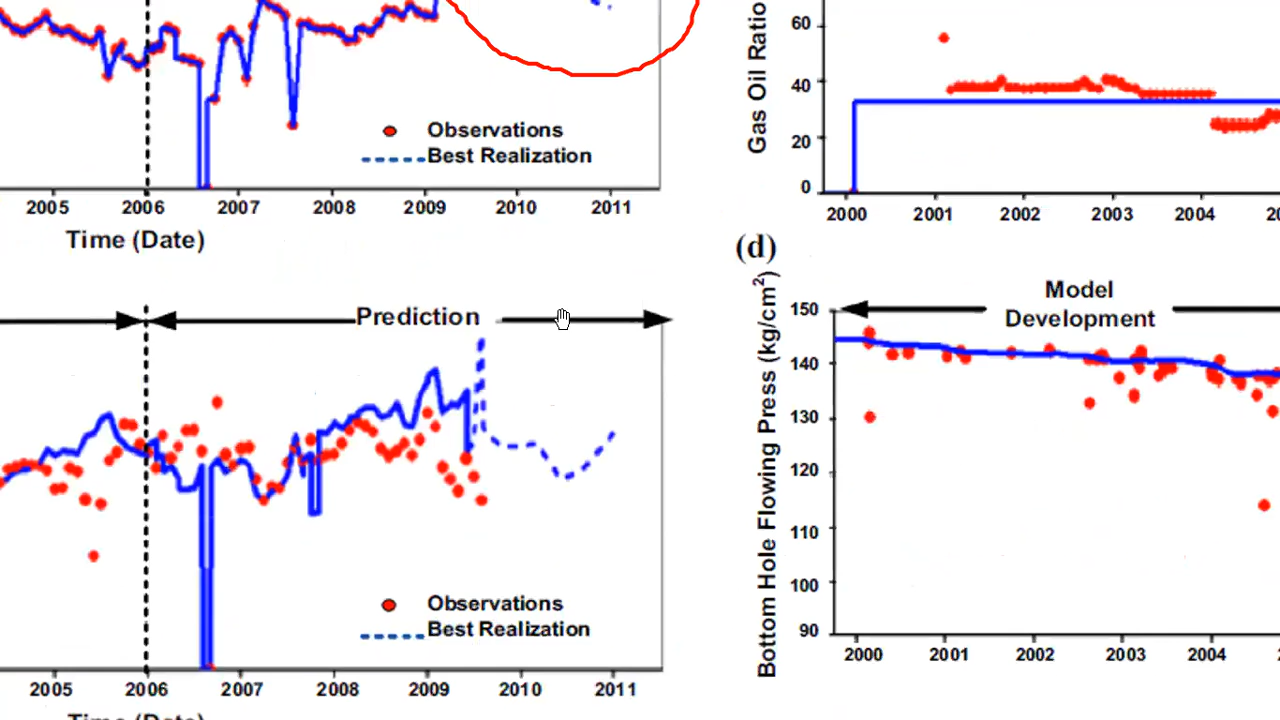 Observations
Best Realization
2005 2006 2007 2008 2009 2010 2011
Time (Date)
Gas Oil Ratio
60
40
20
0
2000 2001 2002 2003 2004
Prediction
Observations
Best Realization
2005 2006 2007 2008 2009 2010 2011
Time (Date)
(d)
Model
Development
Bottom Hole Flowing Press (kg/cm²)
150
140
130
120
110
100
90
2000 2001 2002 2003 2004